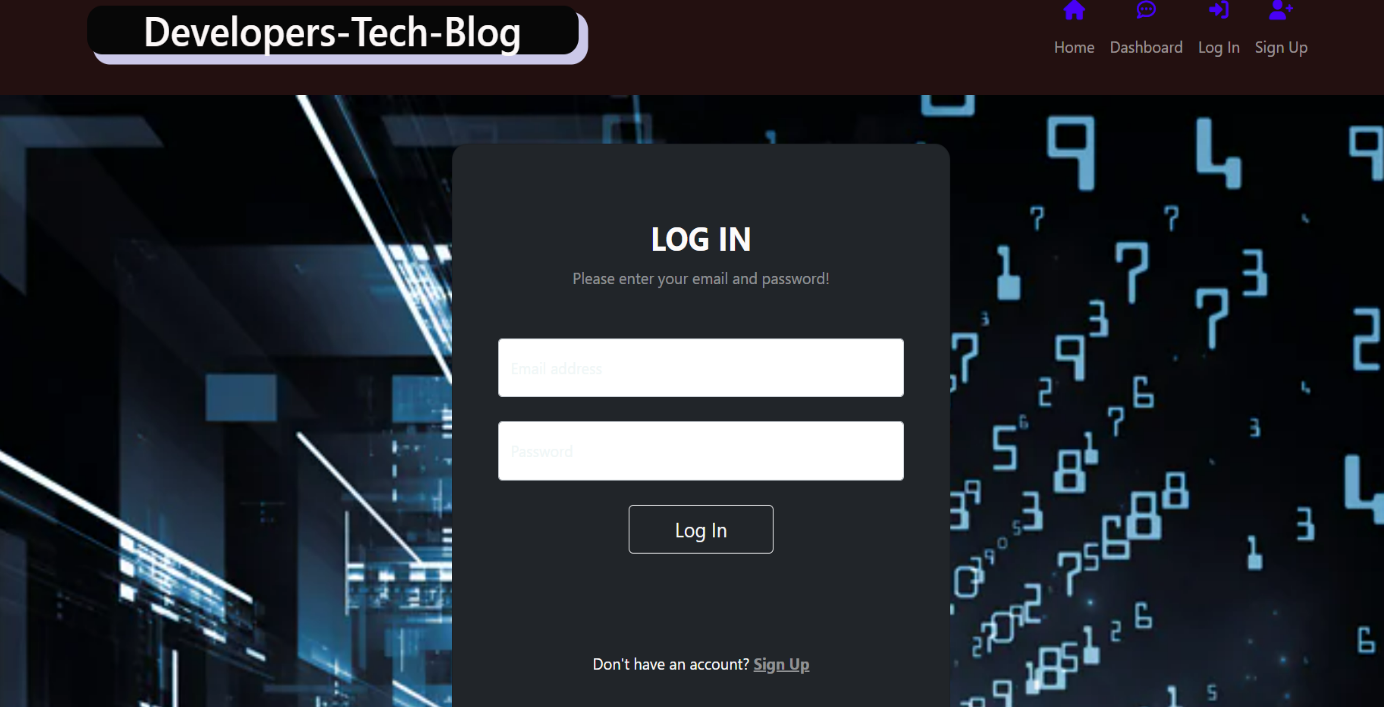 Developers-Tech-Blog
Home Dashboard Log In Sign Up
LOG IN
Please enter your email and password!
Email address
Password
Log In
Don't have an account? Sign Up